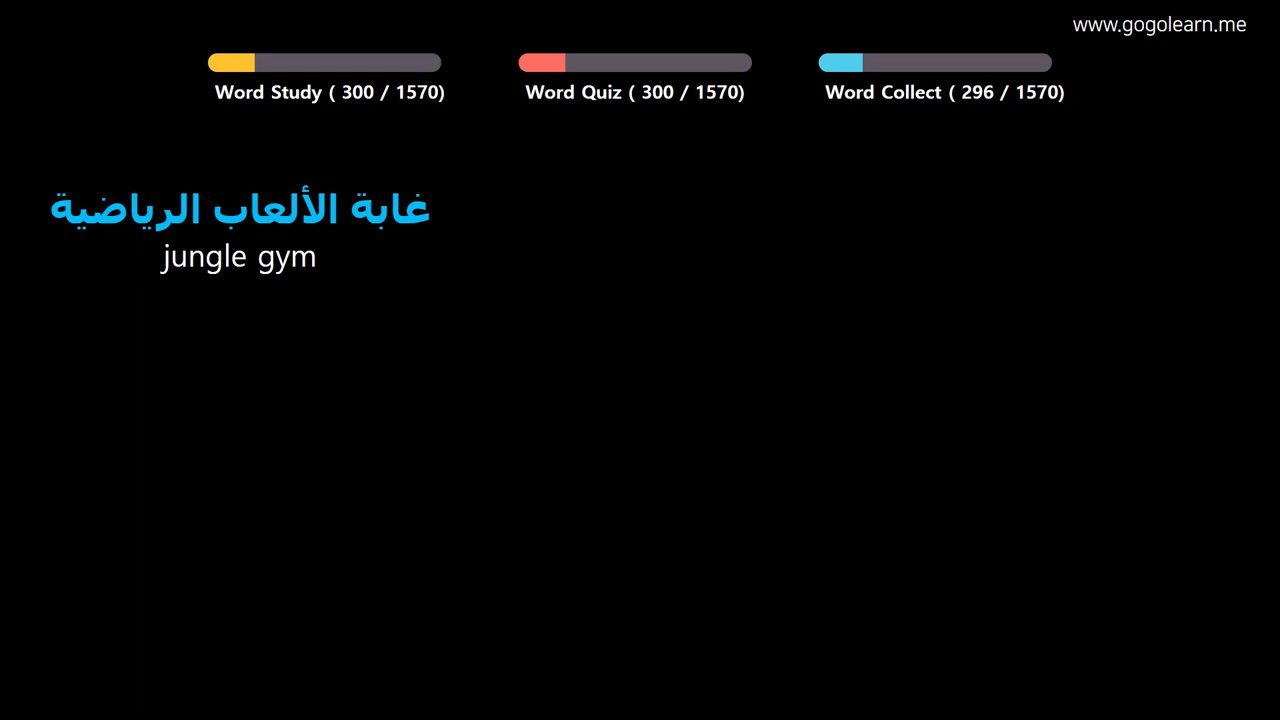 www.gogolearn.me
Word Study ( 300 / 1570)
Word Quiz ( 300 / 1570)
Word Collect ( 296 / 1570)
غابة الألعاب الرياضية
jungle gym